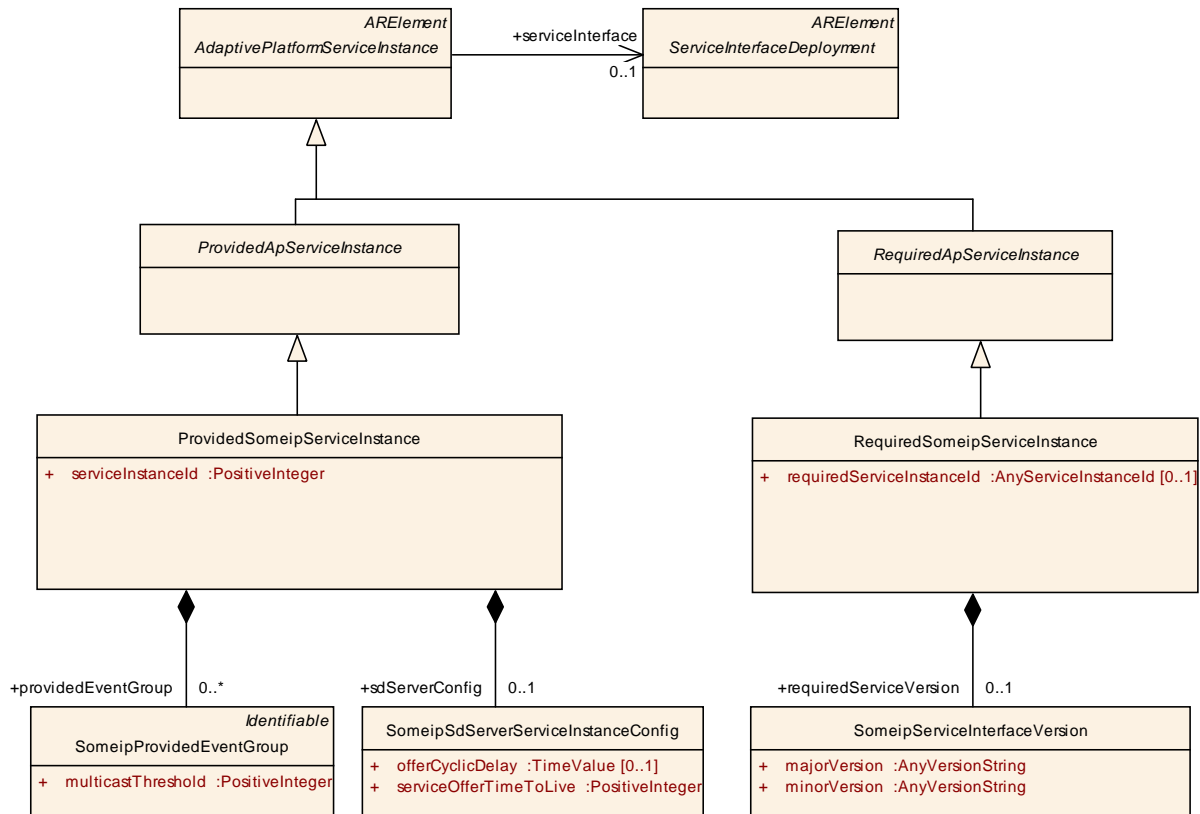 ARElement
AdaptivePlatformServiceInstance
+serviceInterface
0..1
ARElement
ServiceInterfaceDeployment
ProvidedApServiceInstance
RequiredApServiceInstance
ProvidedSomeipServiceInstance
+ serviceInstanceId :PositiveInteger
RequiredSomeipServiceInstance
+ requiredServiceInstanceId :AnyServiceInstanceId [0..1]
+providedEventGroup 0..*
+sdServerConfig 0..1
+requiredServiceVersion 0..1
Identifiable
SomeipProvidedEventGroup
+ multicastThreshold :PositiveInteger
SomeipSdServerServiceInstanceConfig
+ offerCyclicDelay :TimeValue [0..1]
+ serviceOfferTimeToLive :PositiveInteger
SomeipServiceInterfaceVersion
+ majorVersion :AnyVersionString
+ minorVersion :AnyVersionString